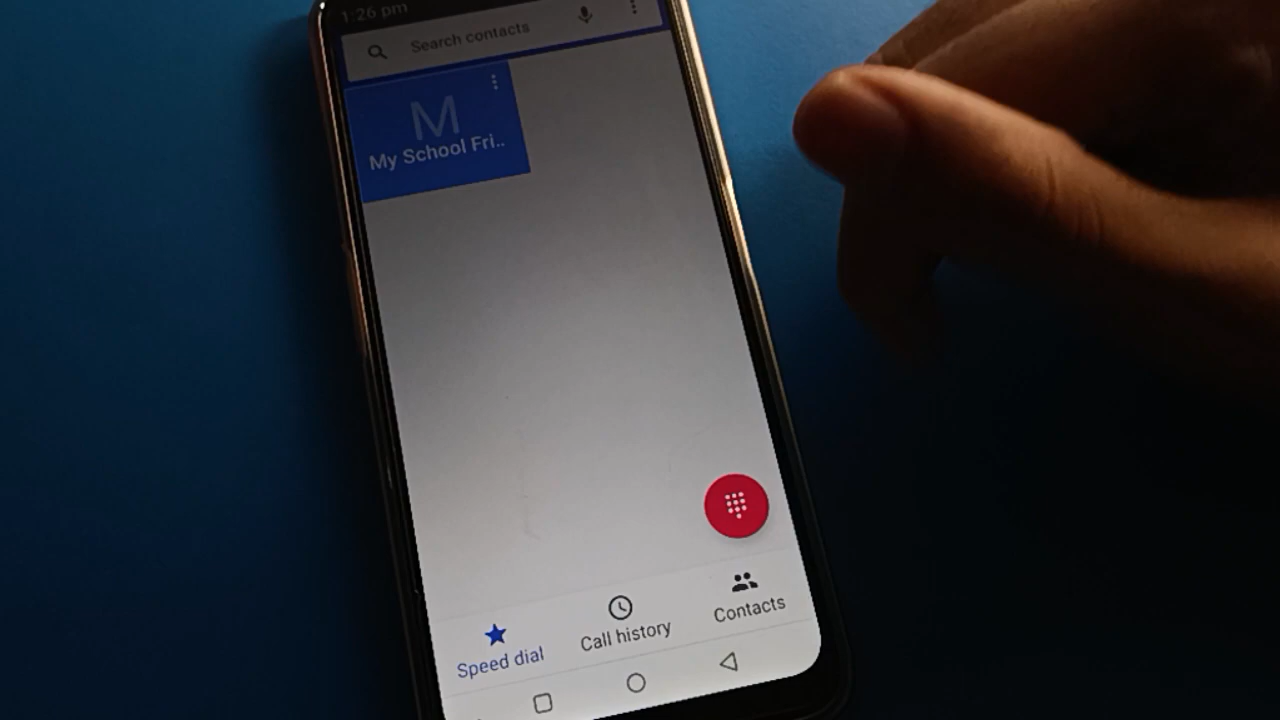 1:26 pm
Search contacts
M
My School Fri..
Speed dial
Call history
Contacts